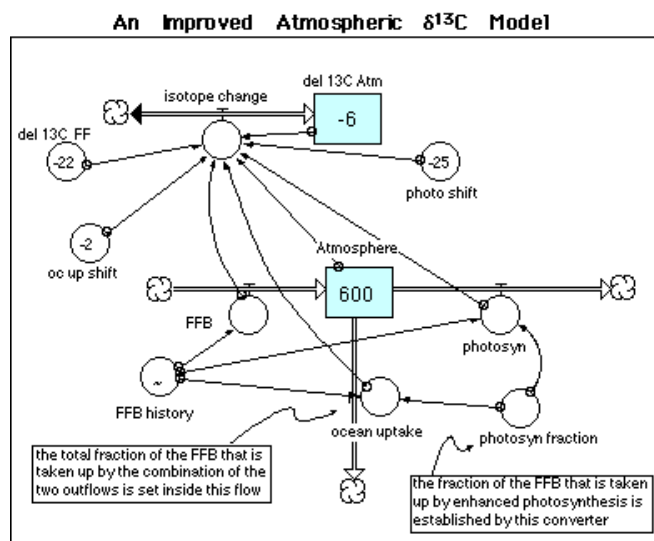 An Improved Atmospheric δ¹³C Model
del 13C Atm
isotope change
-6
del 13C FF
-22
-25
photo shift
-2
oc up shift
Atmosphere
600
FFB
photosyn
~
FFB history
ocean uptake
photosyn fraction
the total fraction of the FFB that is
taken up by the combination of the
two outflows is set inside this flow
the fraction of the FFB that is taken
up by enhanced photosynthesis is
established by this converter